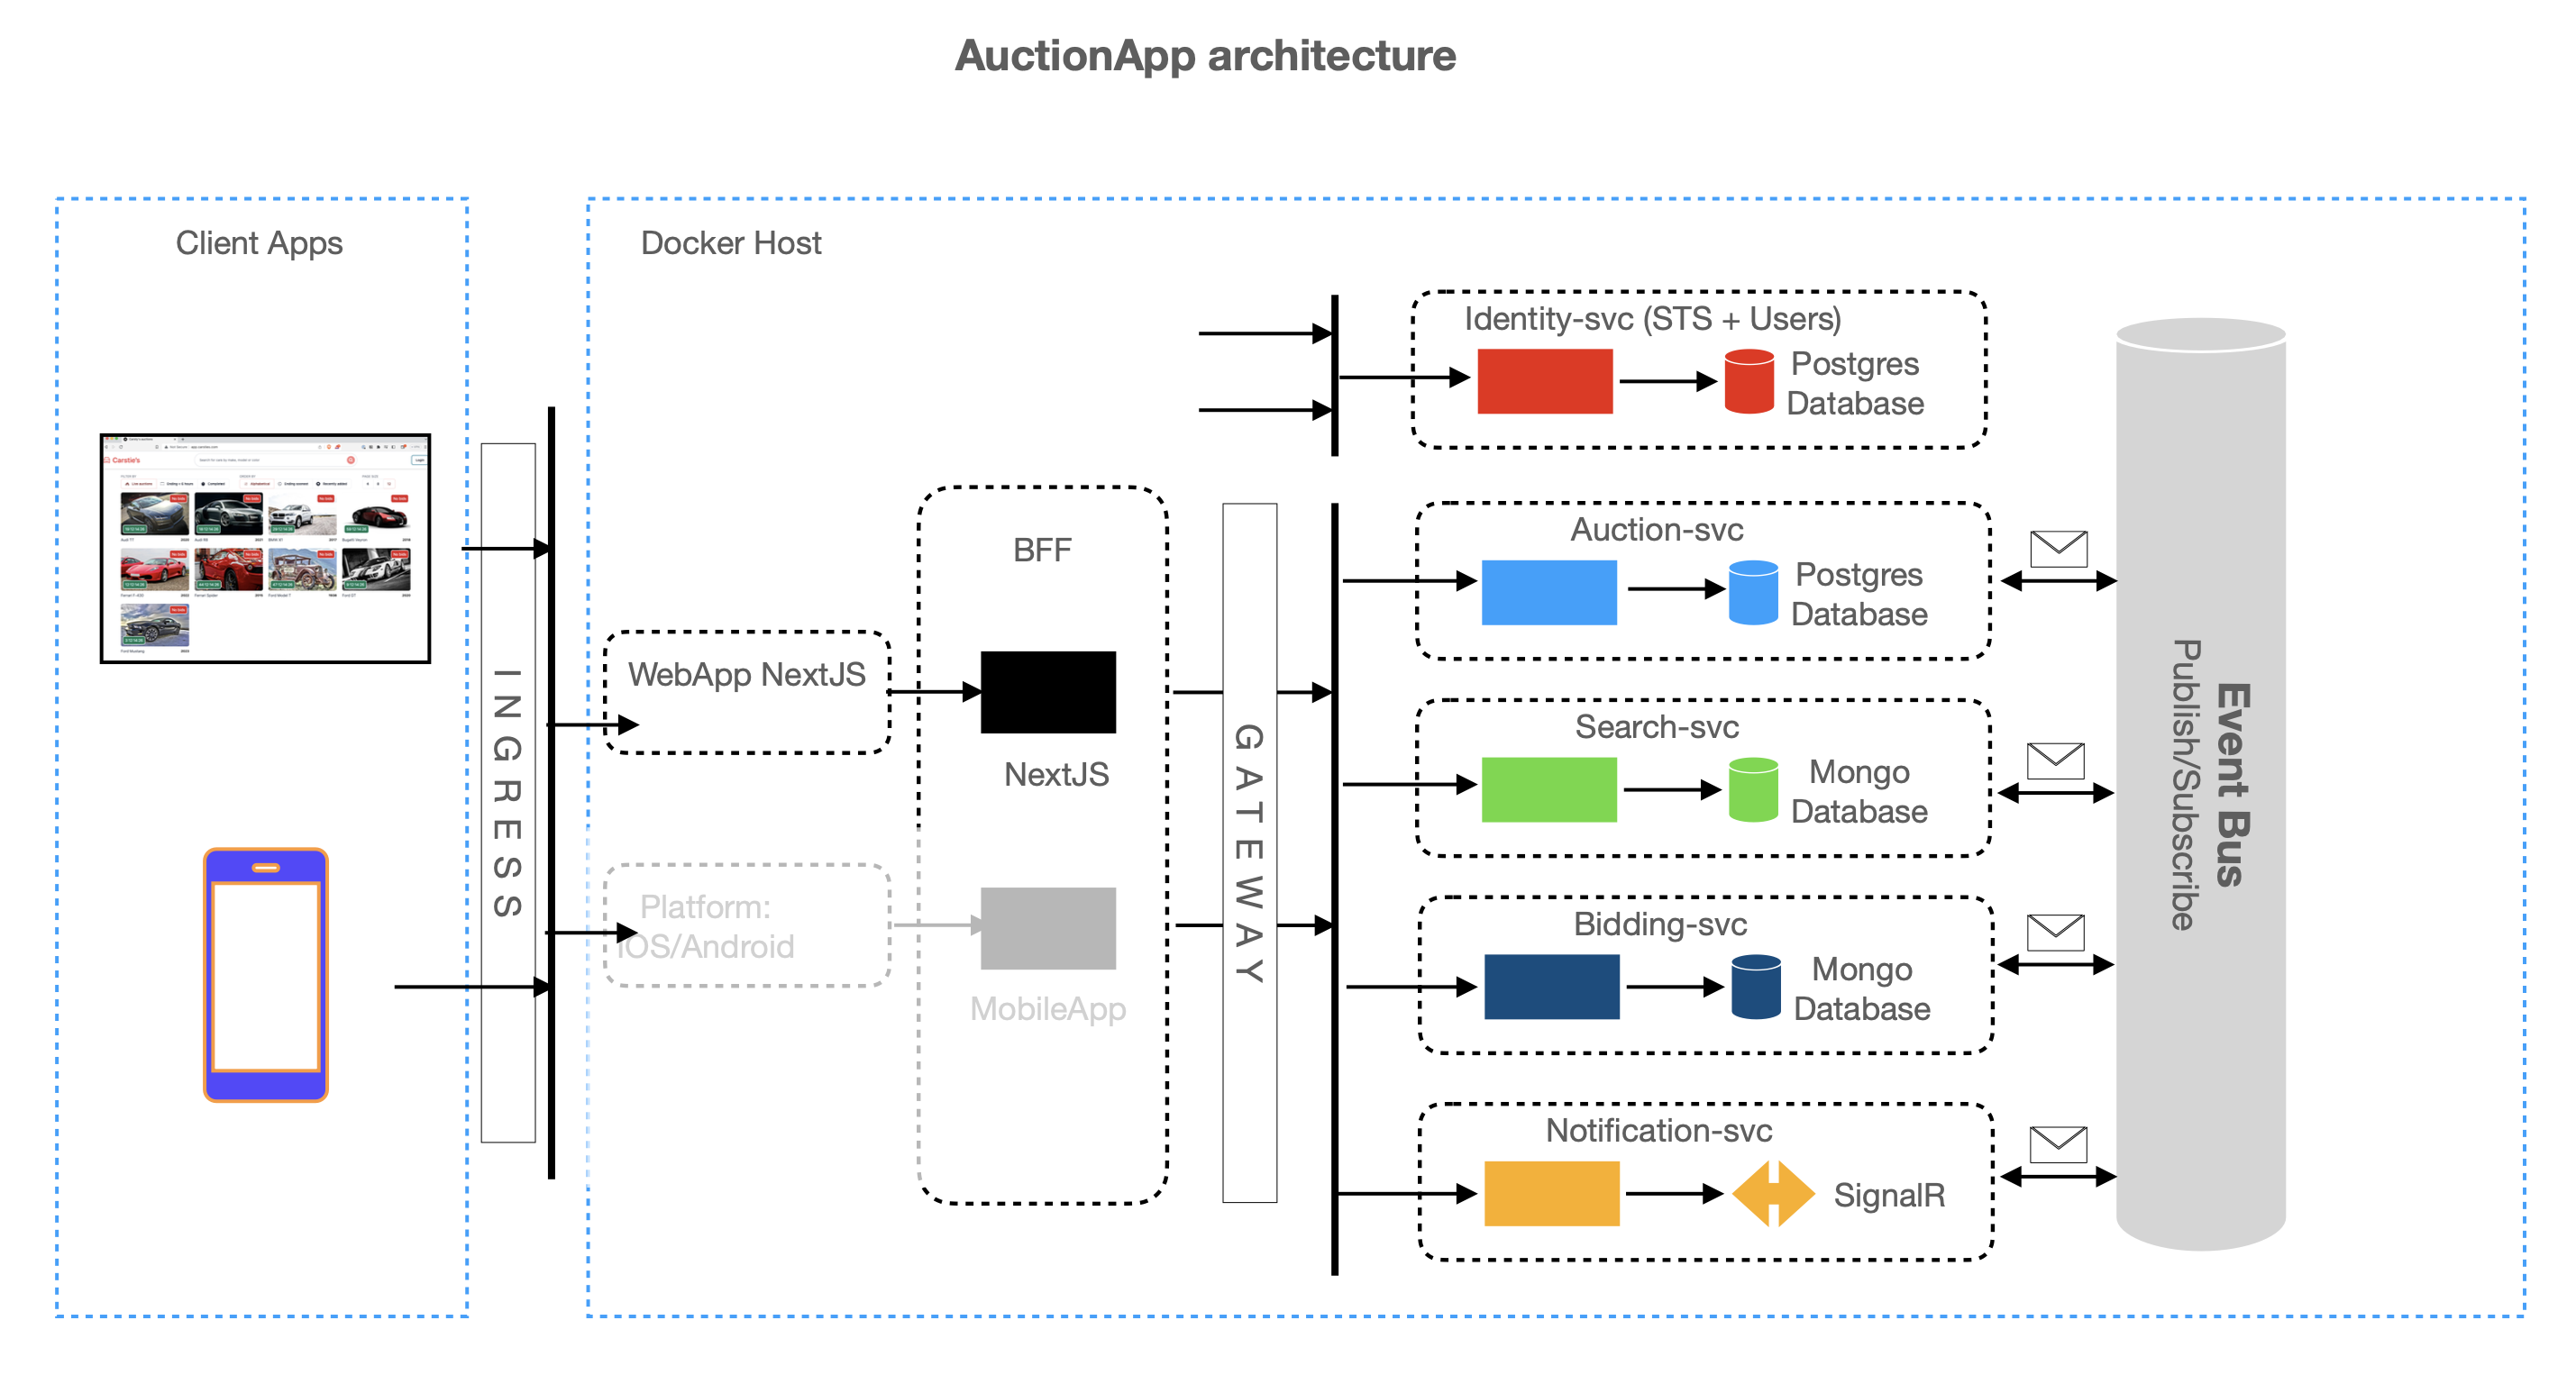 AuctionApp architecture
Client Apps
Carstie's
INGRESS
Docker Host
WebApp NextJS
Platform:
iOS/Android
BFF
NextJS
MobileApp
GATEWAY
Identity-svc (STS + Users)
Postgres
Database
Auction-svc
Postgres
Database
Search-svc
Mongo
Database
Bidding-svc
Mongo
Database
Notification-svc
SignalR
Event Bus
Publish/Subscribe